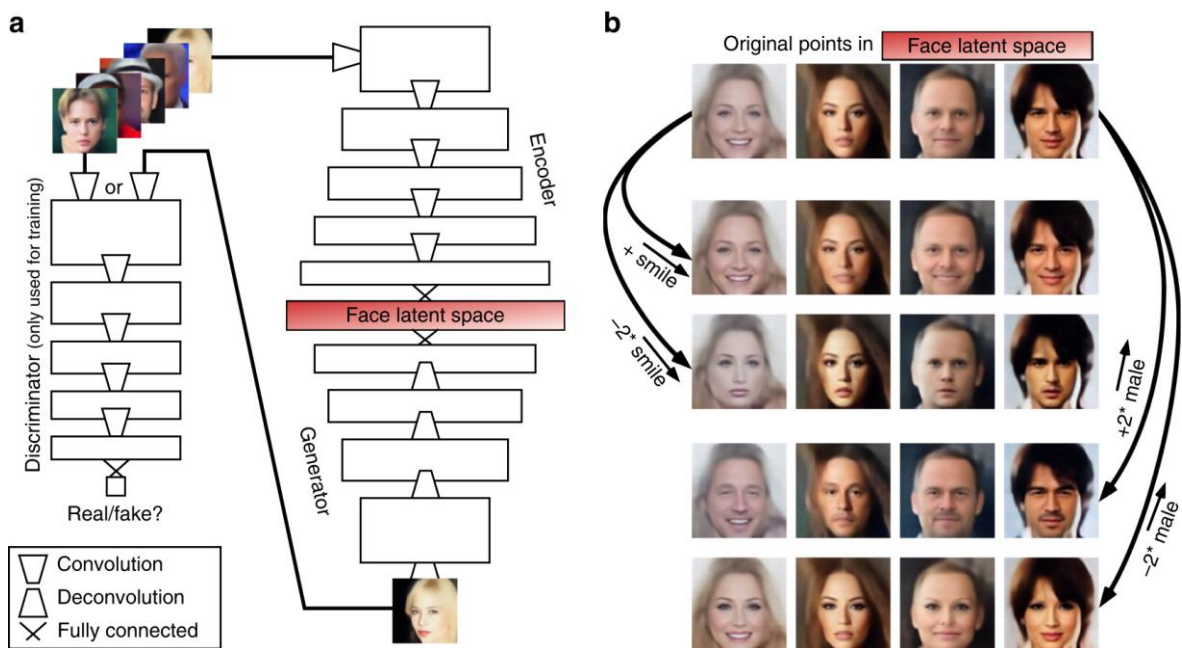 a
or
Discriminator (only used for training)
Real/fake?
Convolution
Deconvolution
Fully connected
Encoder
Face latent space
Generator
b
Original points in Face latent space
+ smile
–2* smile
+2* male
–2* male